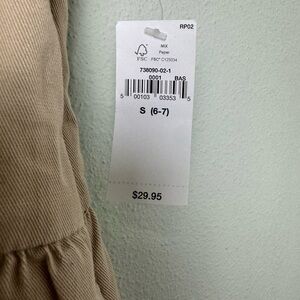 RP02
MIX
Paper
FSC FSC® C125034
738090-02-1
0001 BAS
5 00103 03353 5
S (6-7)
$29.95